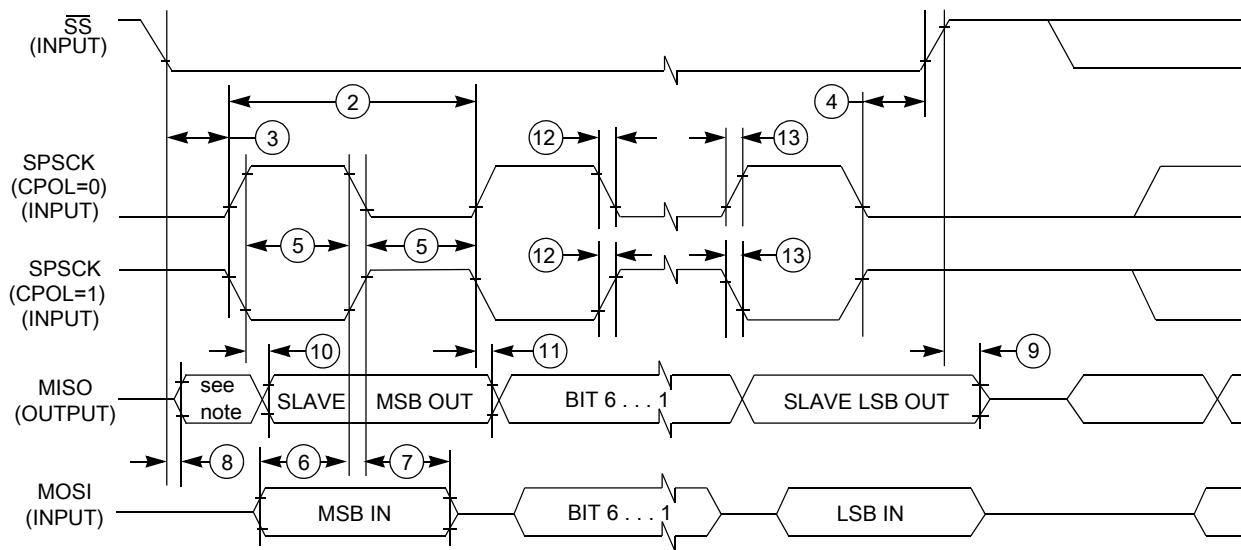 SS
(INPUT)
2
4
3
12
13
SPSCK
(CPOL=0)
(INPUT)
5
5
12
13
SPSCK
(CPOL=1)
(INPUT)
10
11
9
MISO
(OUTPUT)
see
note
SLAVE
MSB OUT
BIT 6 . . . 1
SLAVE LSB OUT
8
6
7
MOSI
(INPUT)
MSB IN
BIT 6 . . . 1
LSB IN